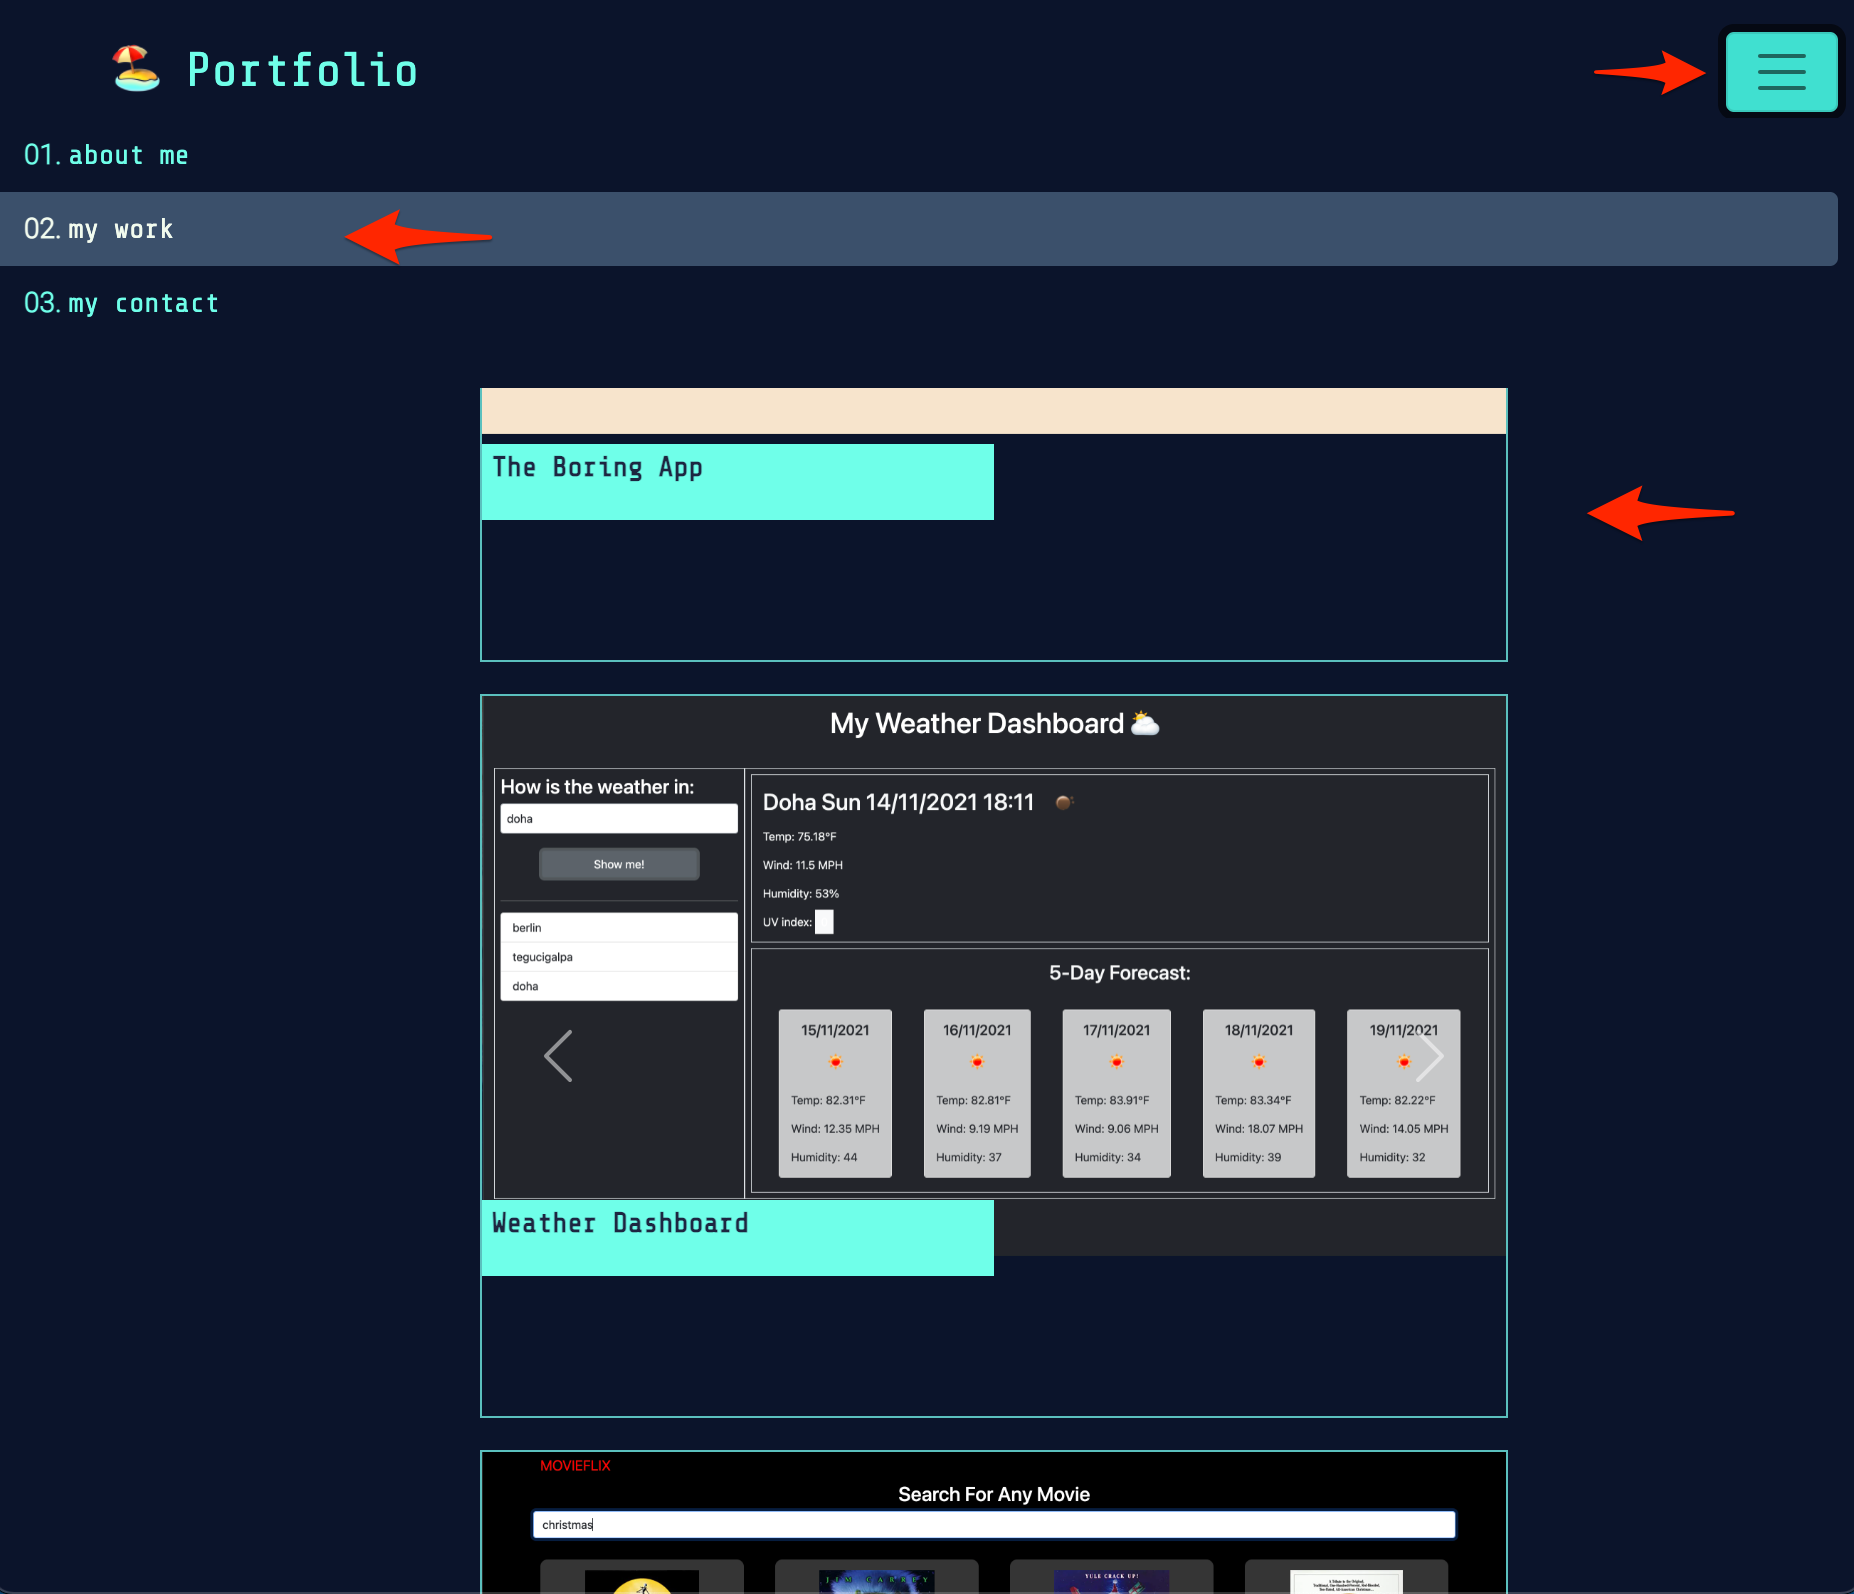 Portfolio
01. about me
02. my work
03. my contact
The Boring App
My Weather Dashboard
How is the weather in:
doha
Show me!
berlin
tegucigalpa
doha
Doha Sun 14/11/2021 18:11
Temp: 75.18°F
Wind: 11.5 MPH
Humidity: 53%
UV index:
5-Day Forecast:
15/11/2021
Temp: 82.31°F
Wind: 12.35 MPH
Humidity: 44
16/11/2021
Temp: 82.81°F
Wind: 9.19 MPH
Humidity: 37
17/11/2021
Temp: 83.91°F
Wind: 9.06 MPH
Humidity: 34
18/11/2021
Temp: 83.34°F
Wind: 18.07 MPH
Humidity: 39
19/11/2021
Temp: 82.22°F
Wind: 14.05 MPH
Humidity: 32
Weather Dashboard
MOVIEFLIX
Search For Any Movie
christmas
JIM CARREY
YULE CRACK UP!